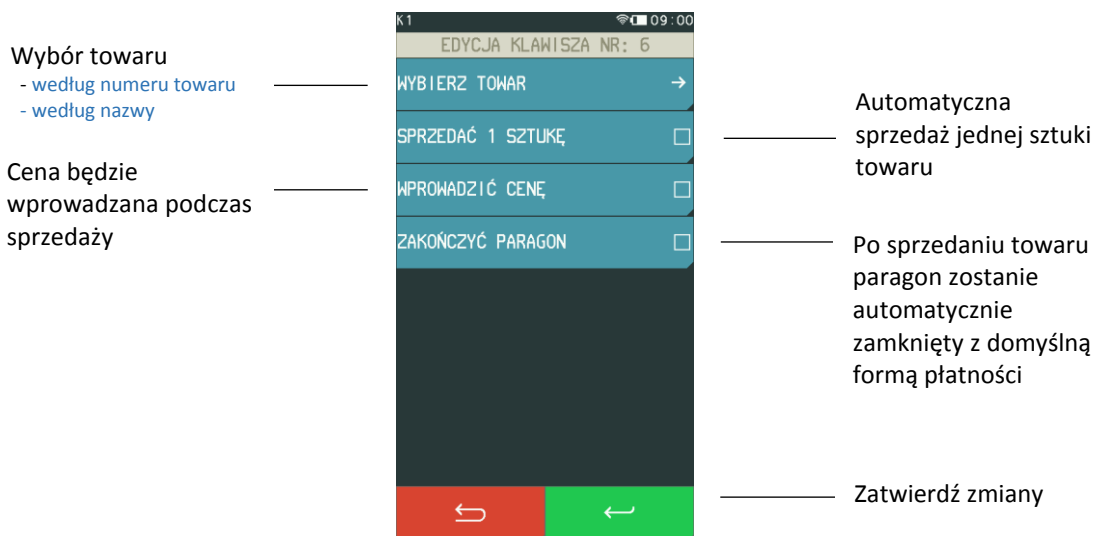 Wybór towaru
- według numeru towaru
- według nazwy
Cena będzie
wprowadzana podczas
sprzedaży
K1 09:00
EDYCJA KLAWISZA NR: 6
WYBIERZ TOWAR →
SPRZEDAĆ 1 SZTUKĘ
WPROWADZIĆ CENĘ
ZAKOŃCZYĆ PARAGON
Automatyczna
sprzedaż jednej sztuki
towaru
Po sprzedaniu towaru
paragon zostanie
automatycznie
zamknięty z domyślną
formą płatności
Zatwierdź zmiany